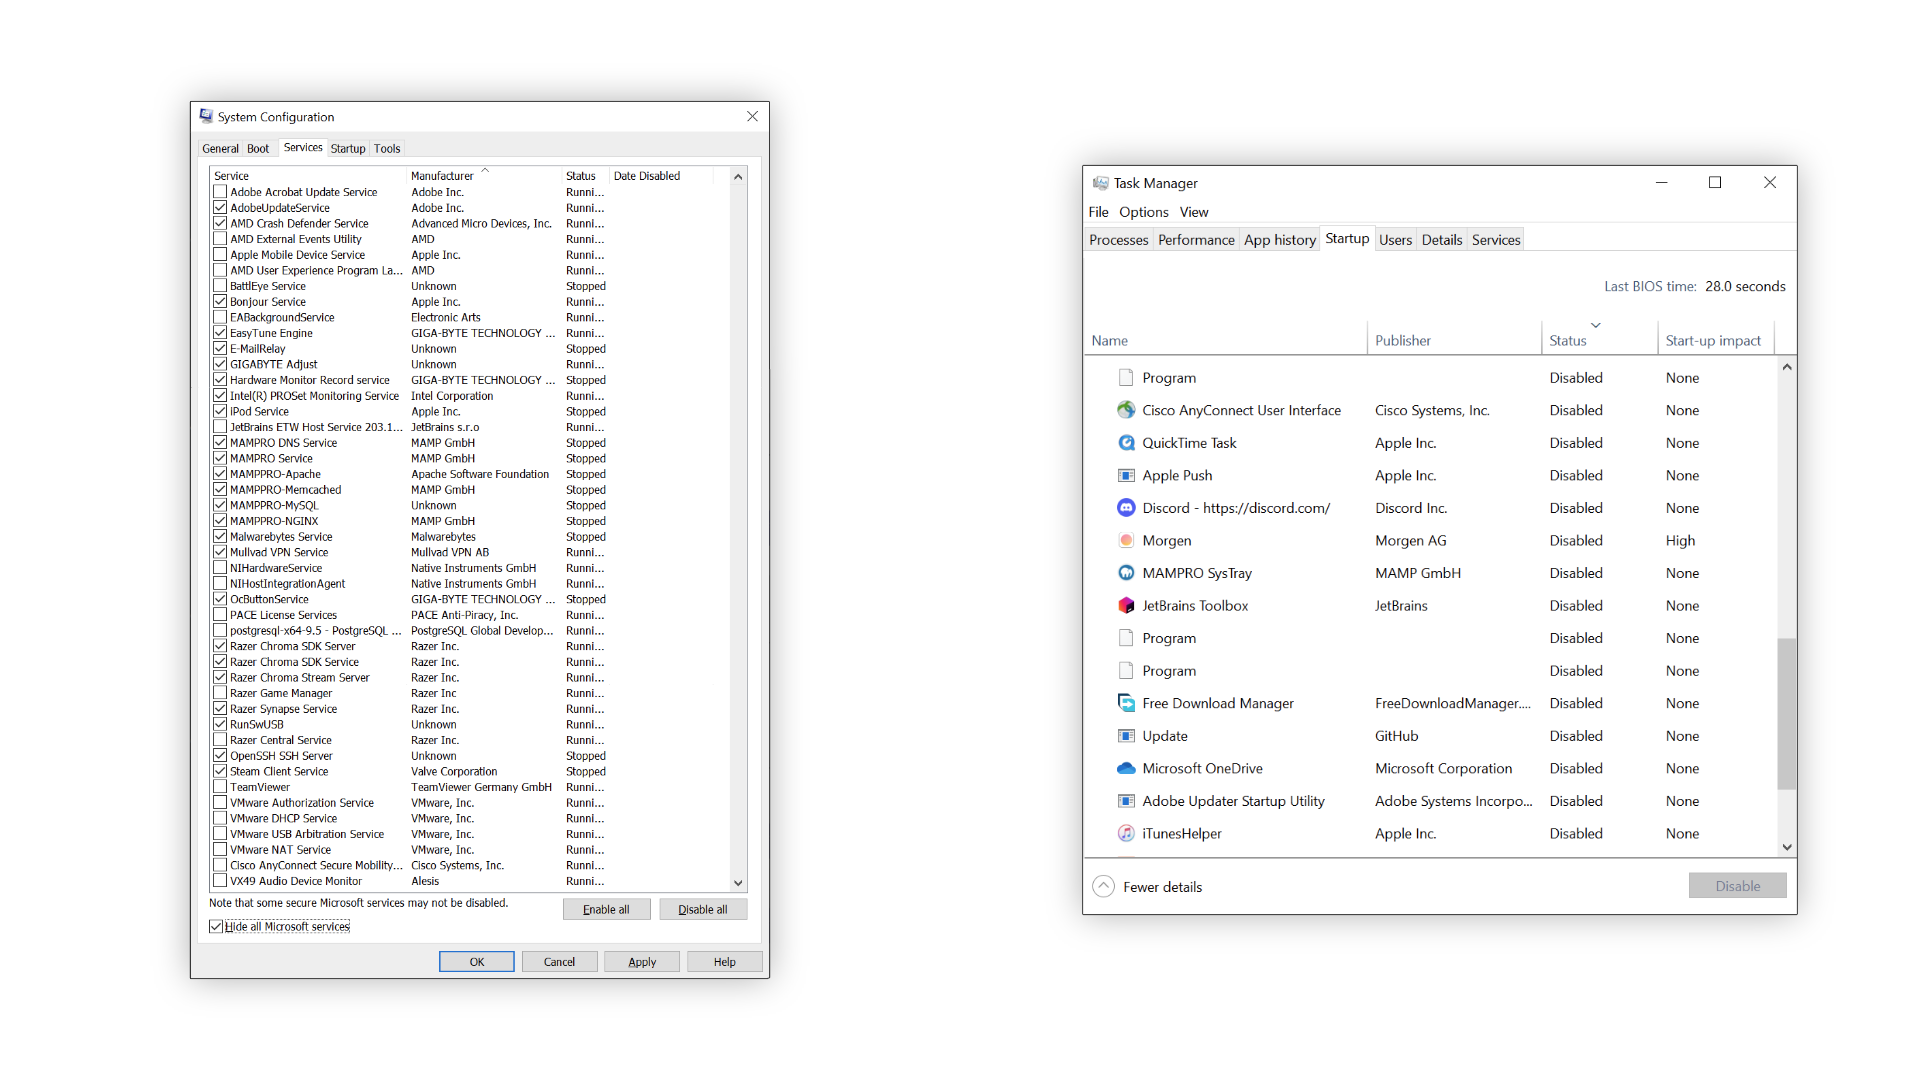 System Configuration
General Boot Services Startup Tools
Service Manufacturer Status Date Disabled
Adobe Acrobat Update Service Adobe Inc. Runni...
AdobeUpdateService Adobe Inc. Runni...
AMD Crash Defender Service Advanced Micro Devices, Inc. Runni...
AMD External Events Utility AMD Runni...
Apple Mobile Device Service Apple Inc. Runni...
AMD User Experience Program La... AMD Runni...
BattlEye Service Unknown Stopped
Bonjour Service Apple Inc. Runni...
EABackgroundService Electronic Arts Runni...
EasyTune Engine GIGA-BYTE TECHNOLOGY ... Runni...
E-MailRelay Unknown Stopped
GIGABYTE Adjust Unknown Runni...
Hardware Monitor Record service GIGA-BYTE TECHNOLOGY ... Stopped
Intel(R) PROSet Monitoring Service Intel Corporation Runni...
iPod Service Apple Inc. Stopped
JetBrains ETW Host Service 203.1... JetBrains s.r.o Runni...
MAMPRO DNS Service MAMP GmbH Stopped
MAMPRO Service MAMP GmbH Stopped
MAMPPRO-Apache Apache Software Foundation Stopped
MAMPPRO-Memcached MAMP GmbH Stopped
MAMPPRO-MySQL Unknown Stopped
MAMPPRO-NGINX MAMP GmbH Stopped
Malwarebytes Service Malwarebytes Stopped
Mullvad VPN Service Mullvad VPN AB Runni...
NIHardwareService Native Instruments GmbH Runni...
NIHostIntegrationAgent Native Instruments GmbH Runni...
OcButtonService GIGA-BYTE TECHNOLOGY ... Stopped
PACE License Services PACE Anti-Piracy, Inc. Runni...
postgresql-x64-9.5 - PostgreSQL ... PostgreSQL Global Develop... Runni...
Razer Chroma SDK Server Razer Inc. Runni...
Razer Chroma SDK Service Razer Inc. Runni...
Razer Chroma Stream Server Razer Inc. Runni...
Razer Game Manager Razer Inc Runni...
Razer Synapse Service Razer Inc. Runni...
RunSwUSB Unknown Runni...
Razer Central Service Razer Inc. Runni...
OpenSSH SSH Server Unknown Stopped
Steam Client Service Valve Corporation Stopped
TeamViewer TeamViewer Germany GmbH Runni...
VMware Authorization Service VMware, Inc. Runni...
VMware DHCP Service VMware, Inc. Runni...
VMware USB Arbitration Service VMware, Inc. Runni...
VMware NAT Service VMware, Inc. Runni...
Cisco AnyConnect Secure Mobility... Cisco Systems, Inc. Runni...
VX49 Audio Device Monitor Alesis Runni...
Note that some secure Microsoft services may not be disabled.
Enable all Disable all
Hide all Microsoft services
OK Cancel Apply Help
Task Manager
File Options View
Processes Performance App history Startup Users Details Services
Last BIOS time: 28.0 seconds
Name Publisher Status Start-up impact
Program Disabled None
Cisco AnyConnect User Interface Cisco Systems, Inc. Disabled None
QuickTime Task Apple Inc. Disabled None
Apple Push Apple Inc. Disabled None
Discord - https://discord.com/ Discord Inc. Disabled None
Morgen Morgen AG Disabled High
MAMPRO SysTray MAMP GmbH Disabled None
JetBrains Toolbox JetBrains Disabled None
Program Disabled None
Program Disabled None
Free Download Manager FreeDownloadManager.... Disabled None
Update GitHub Disabled None
Microsoft OneDrive Microsoft Corporation Disabled None
Adobe Updater Startup Utility Adobe Systems Incorpo... Disabled None
iTunesHelper Apple Inc. Disabled None
Fewer details Disable